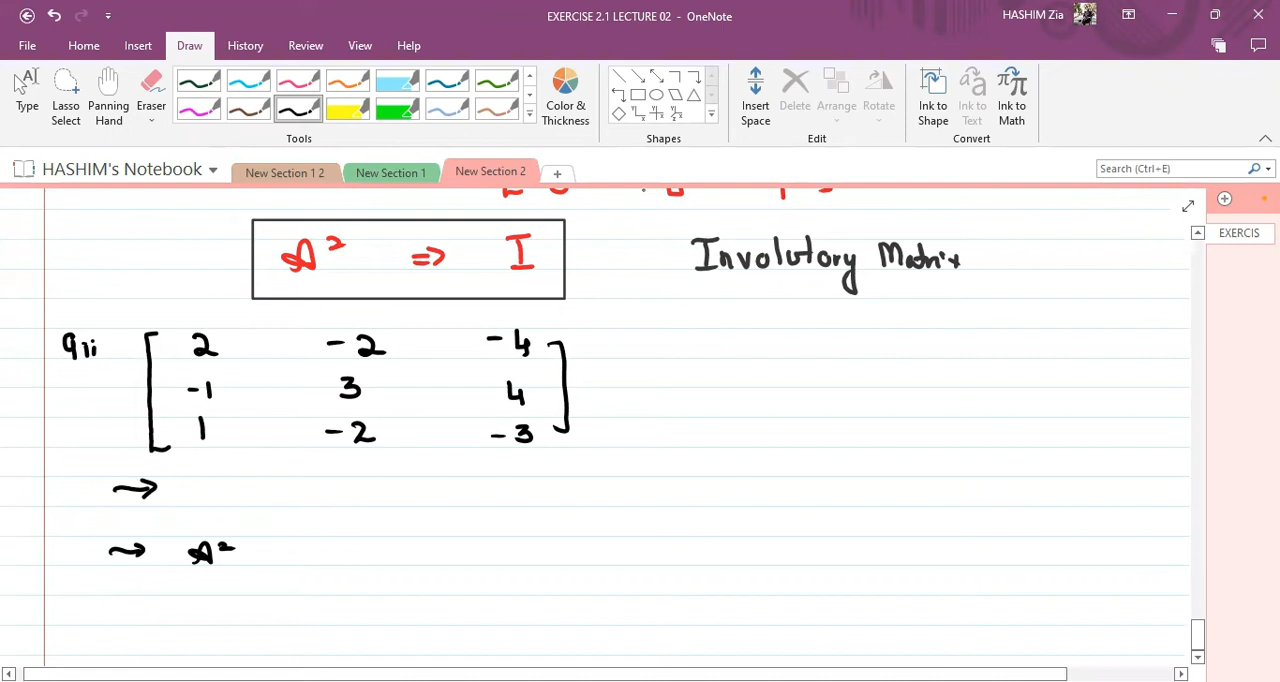 EXERCISE 2.1 LECTURE 02 - OneNote
HASHIM Zia
File Home Insert Draw History Review View Help
Type
Lasso Select
Panning Hand
Eraser
Color & Thickness
Insert Space
Delete
Arrange
Rotate
Ink to Shape
Ink to Text
Ink to Math
Tools
Shapes
Edit
Convert
HASHIM's Notebook
New Section 1 2
New Section 1
New Section 2
Search (Ctrl+E)
EXERCIS
A² => I
Involutory Matrix
2 -2 -4
-1 3 4
1 -2 -3
→
→ A²